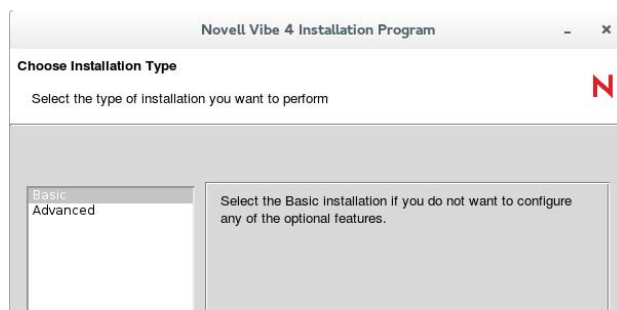 Novell Vibe 4 Installation Program
Choose Installation Type
Select the type of installation you want to perform
N
Basic
Advanced
Select the Basic installation if you do not want to configure
any of the optional features.